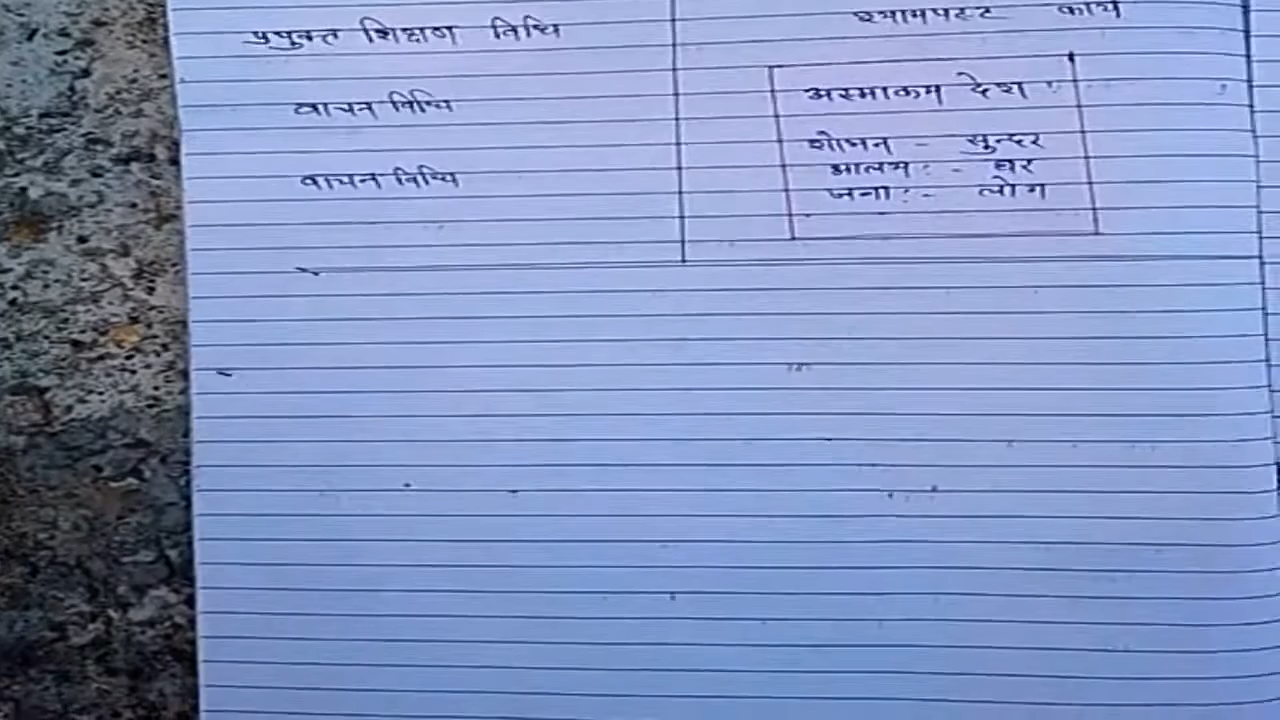 प्रयुक्त शिक्षण विधि
श्यामपट्ट कार्य
वाचन विधि
वाचन विधि
अस्माकम देश :
शोभन - सुन्दर
आलय: - घर
जना: - लोग